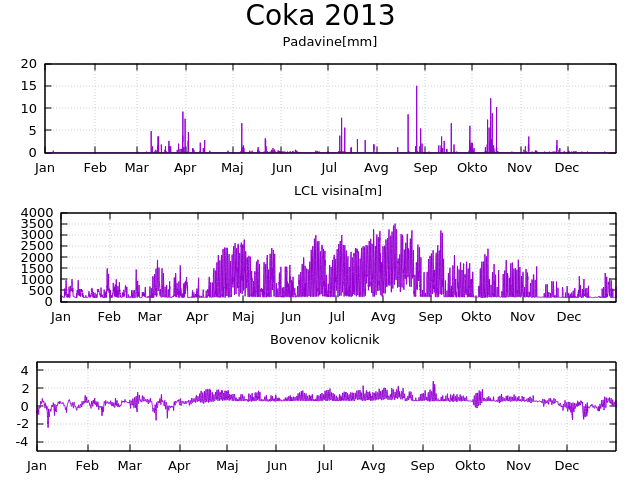 Coka 2013
Padavine[mm]
20
15
10
5
0
Jan Feb Mar Apr Maj Jun Jul Avg Sep Okto Nov Dec
LCL visina[m]
4000
3500
3000
2500
2000
1500
1000
500
0
Jan Feb Mar Apr Maj Jun Jul Avg Sep Okto Nov Dec
Bovenov kolicnik
4
2
0
-2
-4
Jan Feb Mar Apr Maj Jun Jul Avg Sep Okto Nov Dec